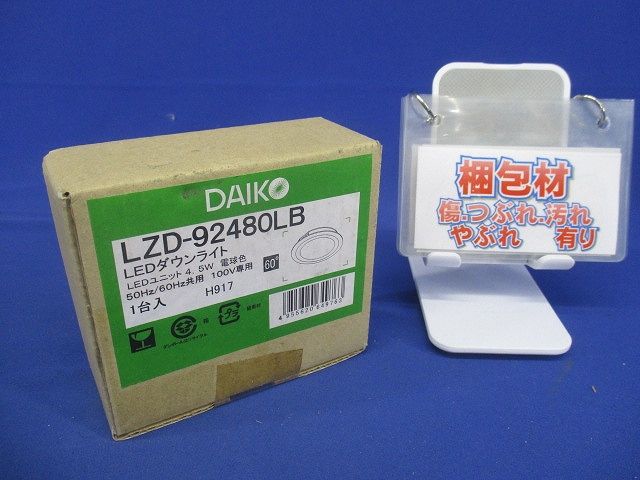 DAIKO
LZD-92480LB
LEDダウンライト
LEDユニット 4.5W 電球色
50Hz/60Hz共用 100V専用
60°
1台入
H917
梱包材
傷.つぶれ.汚れ
やぶれ 有り